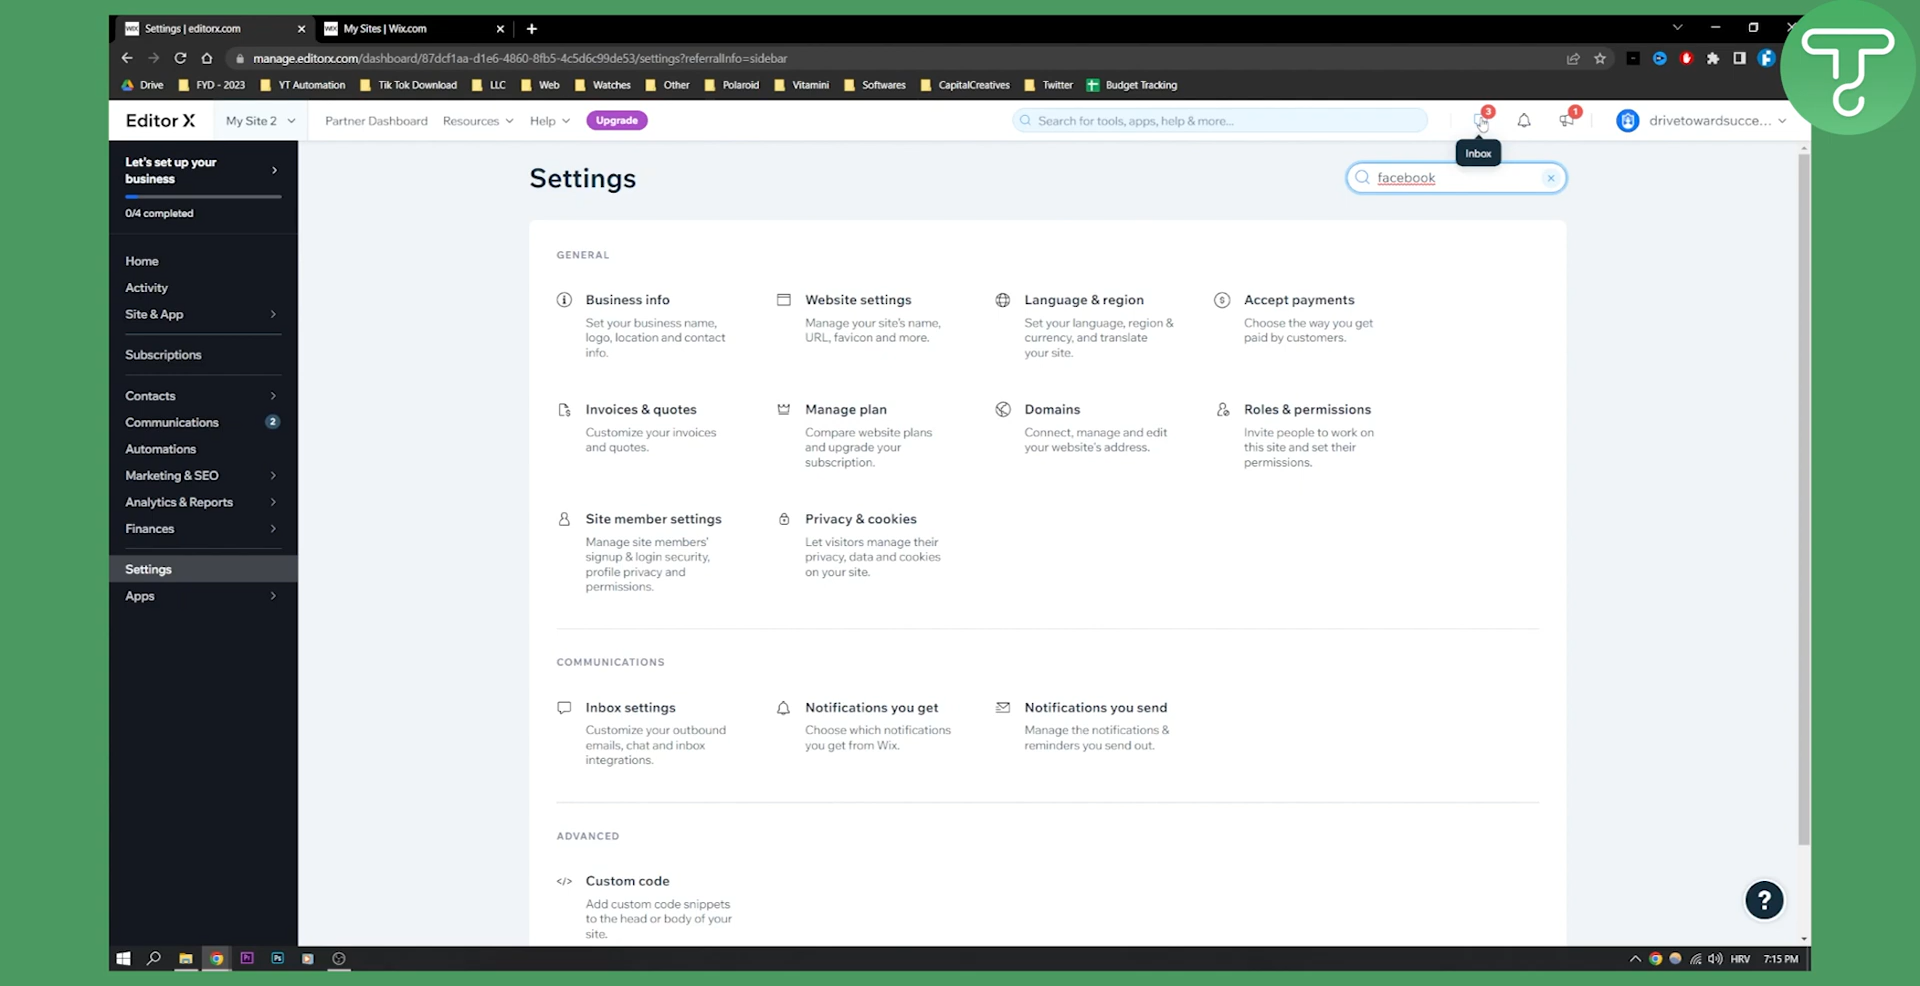 Settings | editorx.com
My Sites | Wix.com
manage.editorx.com/dashboard/87dcf1aa-d1e6-4860-8fb5-4c5d6c99de53/settings?referralInfo=sidebar
Drive FYD - 2023 YT Automation Tik Tok Download LLC Web Watches Other Polaroid Vitamini Softwares CapitalCreatives Twitter Budget Tracking
Editor X My Site 2 Partner Dashboard Resources Help Upgrade Search for tools, apps, help & more... 3 1 drivetowardsucce...
Inbox
Let's set up your
business
0/4 completed
Home
Activity
Site & App
Subscriptions
Contacts
Communications 2
Automations
Marketing & SEO
Analytics & Reports
Finances
Settings
Apps
Settings
facebook
GENERAL
Business info
Set your business name,
logo, location and contact
info.
Website settings
Manage your site's name,
URL, favicon and more.
Language & region
Set your language, region &
currency, and translate
your site.
Accept payments
Choose the way you get
paid by customers.
Invoices & quotes
Customize your invoices
and quotes.
Manage plan
Compare website plans
and upgrade your
subscription.
Domains
Connect, manage and edit
your website's address.
Roles & permissions
Invite people to work on
this site and set their
permissions.
Site member settings
Manage site members'
signup & login security,
profile privacy and
permissions.
Privacy & cookies
Let visitors manage their
privacy, data and cookies
on your site.
COMMUNICATIONS
Inbox settings
Customize your outbound
emails, chat and inbox
integrations.
Notifications you get
Choose which notifications
you get from Wix.
Notifications you send
Manage the notifications &
reminders you send out.
ADVANCED
Custom code
Add custom code snippets
to the head or body of your
site.
?
Pr Ps
HRV 7:15 PM